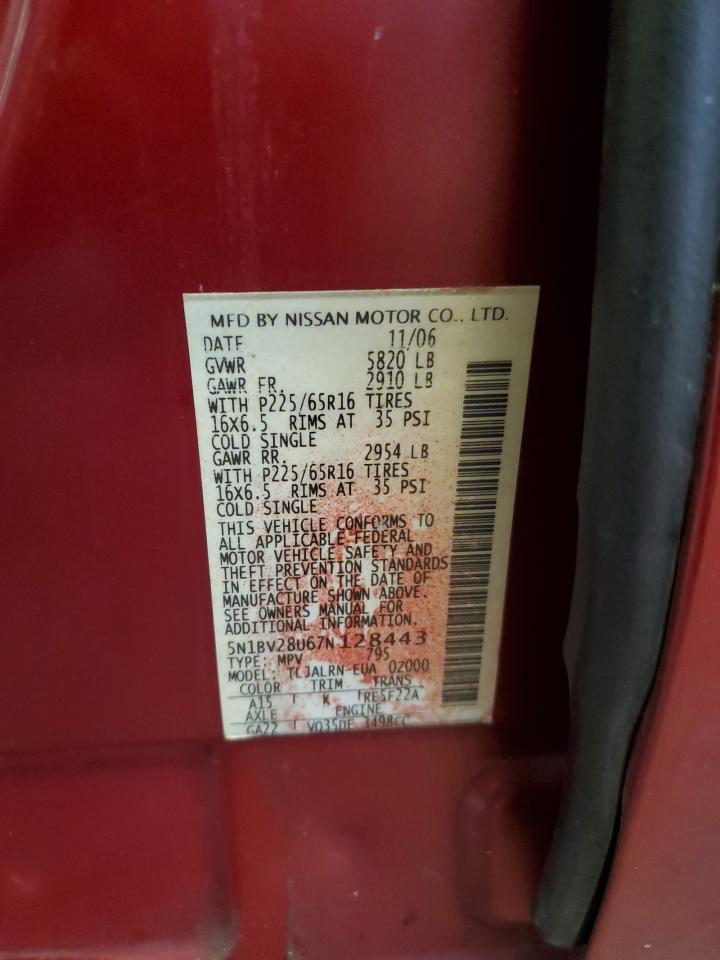 MFD BY NISSAN MOTOR CO., LTD.
DATE 11/06
GVWR 5820 LB
GAWR FR. 2910 LB
WITH P225/65R16 TIRES
16X6.5 RIMS AT 35 PSI
COLD SINGLE
GAWR RR. 2954 LB
WITH P225/65R16 TIRES
16X6.5 RIMS AT 35 PSI
COLD SINGLE
THIS VEHICLE CONFORMS TO
ALL APPLICABLE FEDERAL
MOTOR VEHICLE SAFETY AND
THEFT PREVENTION STANDARDS
IN EFFECT ON THE DATE OF
MANUFACTURE SHOWN ABOVE.
SEE OWNERS MANUAL FOR
ADDITIONAL INFORMATION.
5N1BV28U67N128443
TYPE: MPV 795
MODEL: TLJALRN-EUA 02000
COLOR TRIM TRANS
A15 K RE5F22A
AXLE ENGINE
GA22 VQ35DE 3498CC